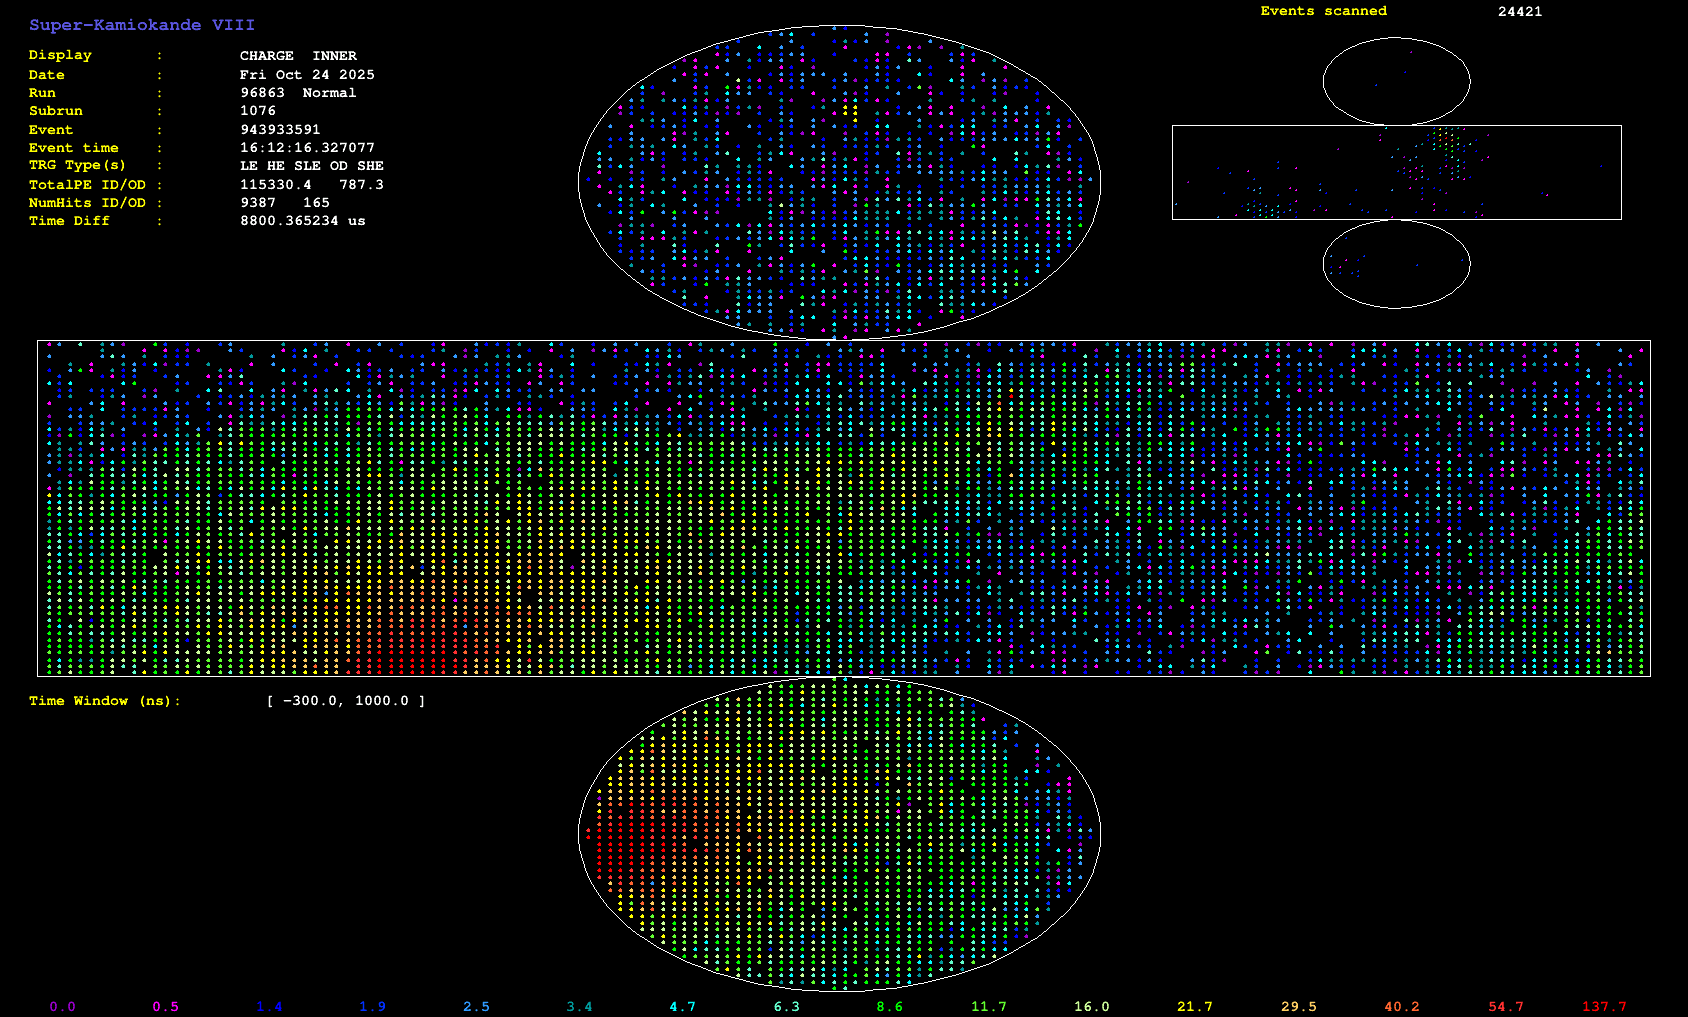 Super-Kamiokande VIII
Display : CHARGE INNER
Date : Fri Oct 24 2025
Run : 96863 Normal
Subrun : 1076
Event : 943933591
Event time : 16:12:16.327077
TRG Type(s) : LE HE SLE OD SHE
TotalPE ID/OD : 115330.4 787.3
NumHits ID/OD : 9387 165
Time Diff : 8800.365234 us
Events scanned 24421
Time Window (ns): [ -300.0, 1000.0 ]
0.0 0.5 1.4 1.9 2.5 3.4 4.7 6.3 8.6 11.7 16.0 21.7 29.5 40.2 54.7 137.7